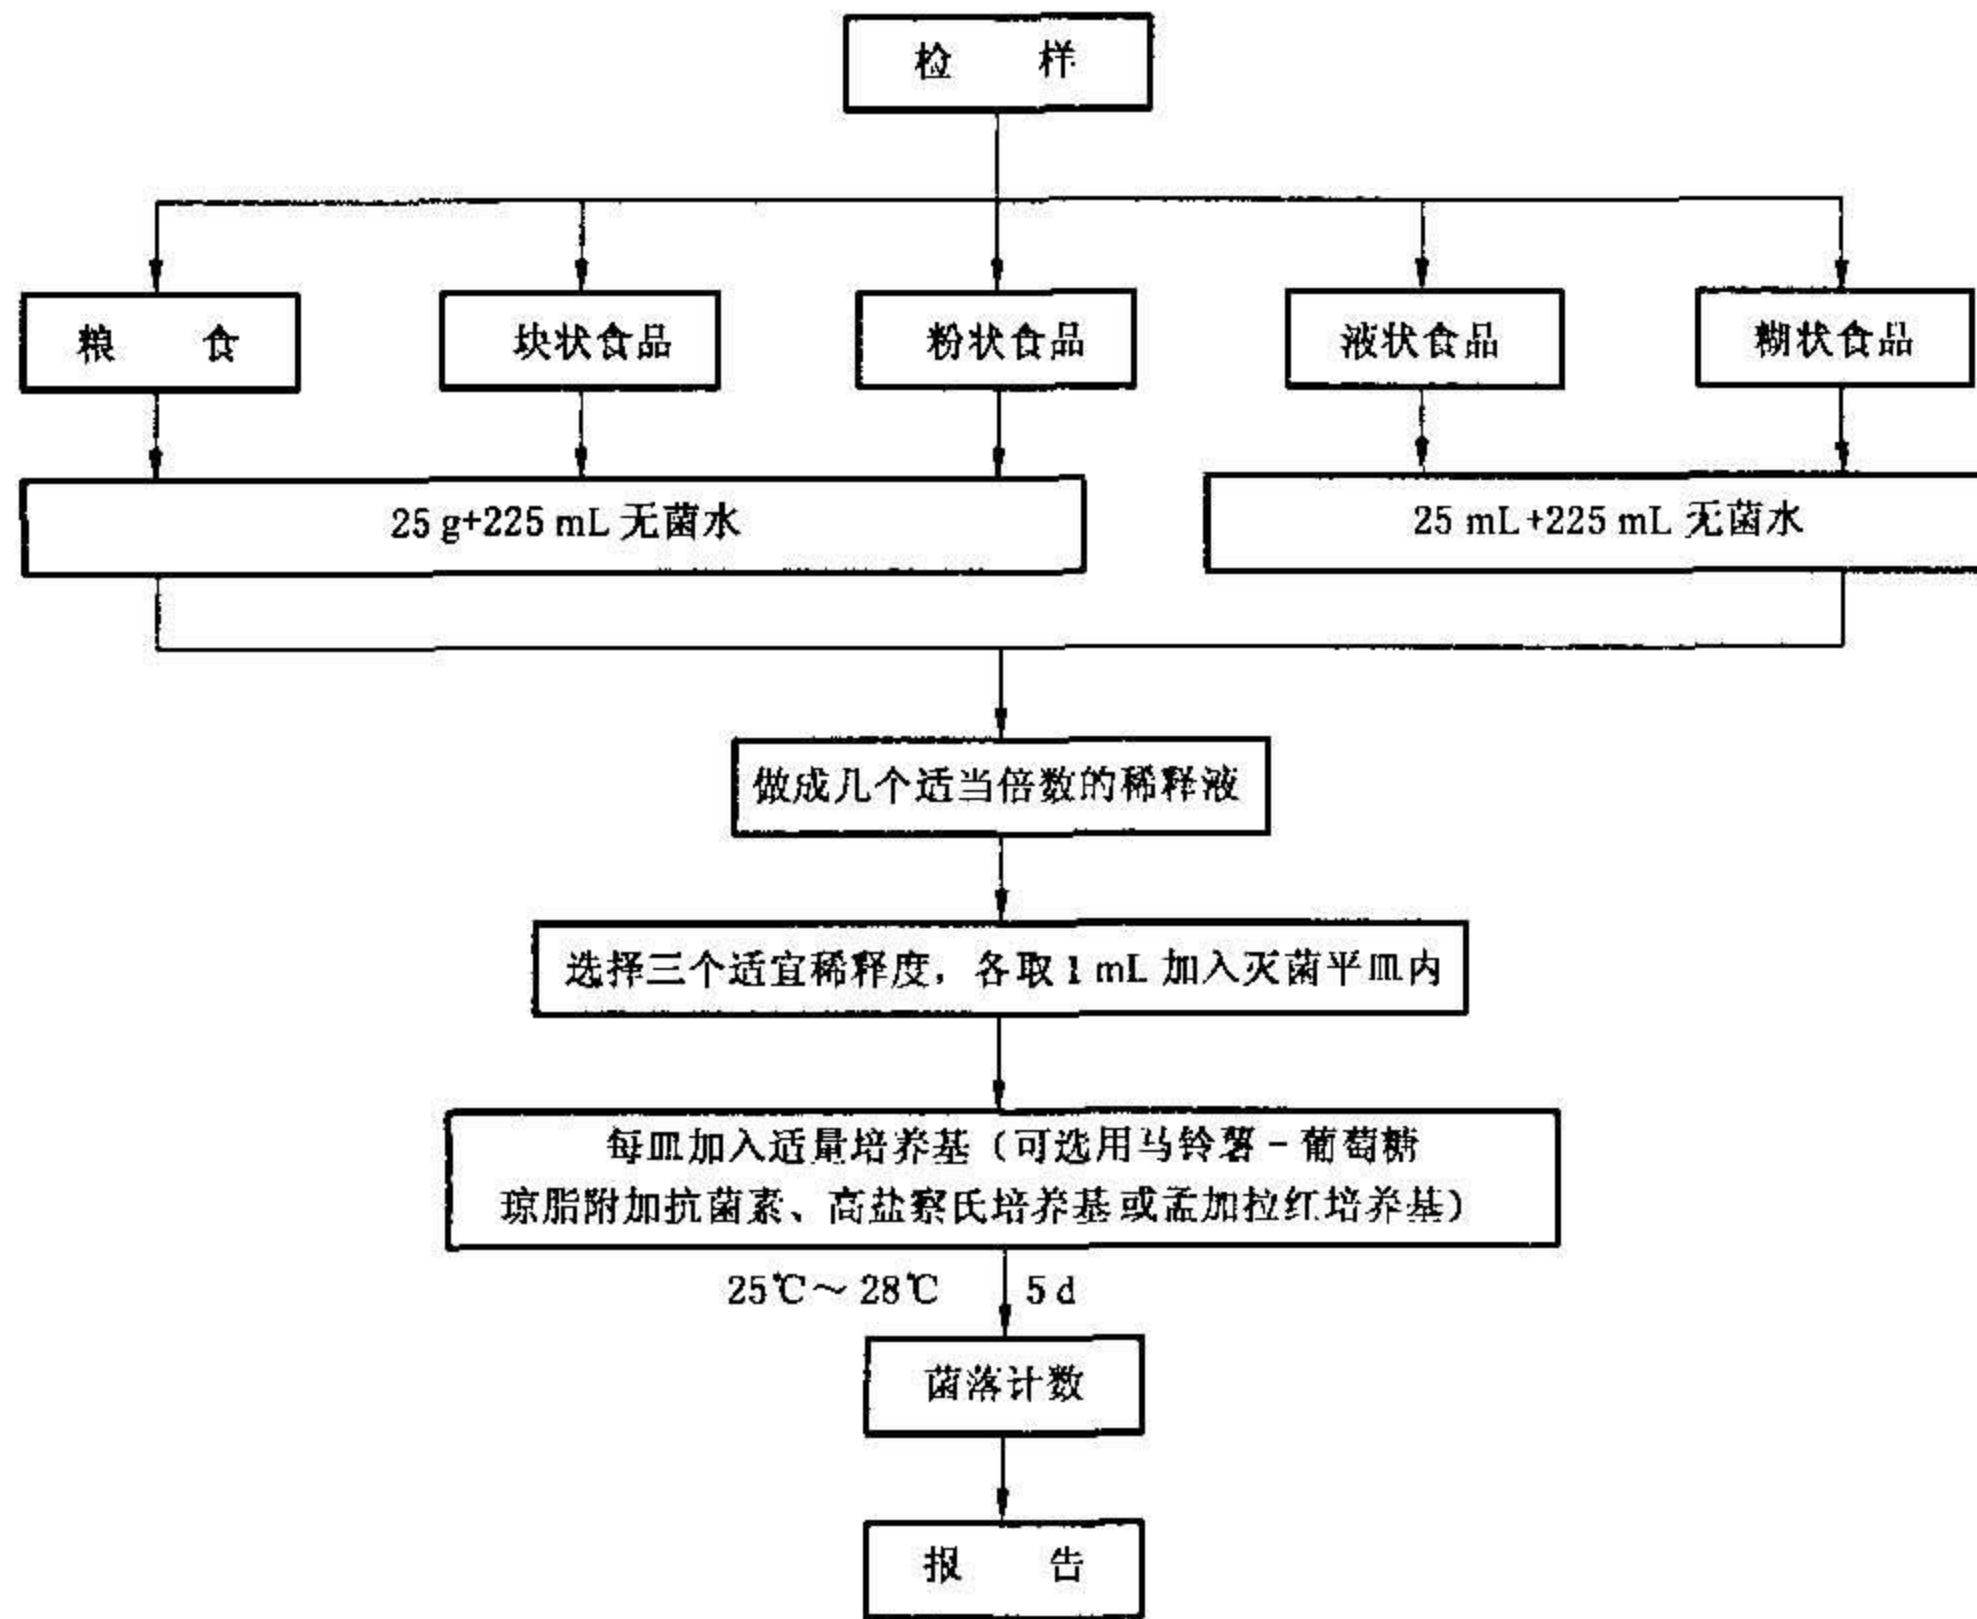 检 样
粮 食
块状食品
粉状食品
液状食品
糊状食品
25 g+225 mL 无菌水
25 mL+225 mL 无菌水
做成几个适当倍数的稀释液
选择三个适宜稀释度，各取 1 mL 加入灭菌平皿内
每皿加入适量培养基（可选用马铃薯－葡萄糖
琼脂附加抗菌素、高盐察氏培养基或孟加拉红培养基）
25℃～28℃ 5 d
菌落计数
报 告